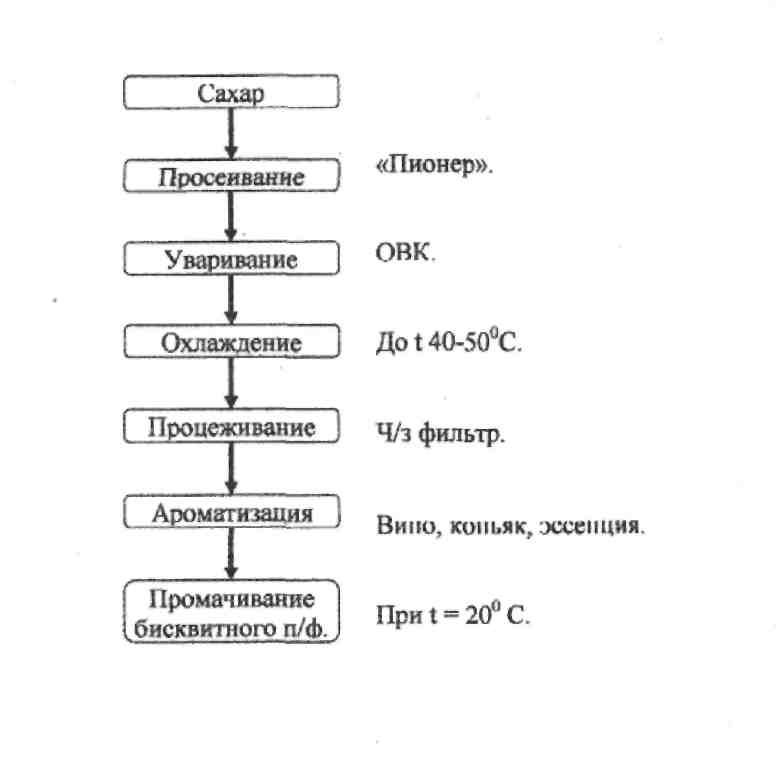 Сахар
Просеивание
«Пионер».
Уваривание
ОВК.
Охлаждение
До t 40-50⁰С.
Процеживание
Ч/з фильтр.
Ароматизация
Вино, коньяк, эссенция.
Промачивание
бисквитного п/ф.
При t = 20⁰ С.